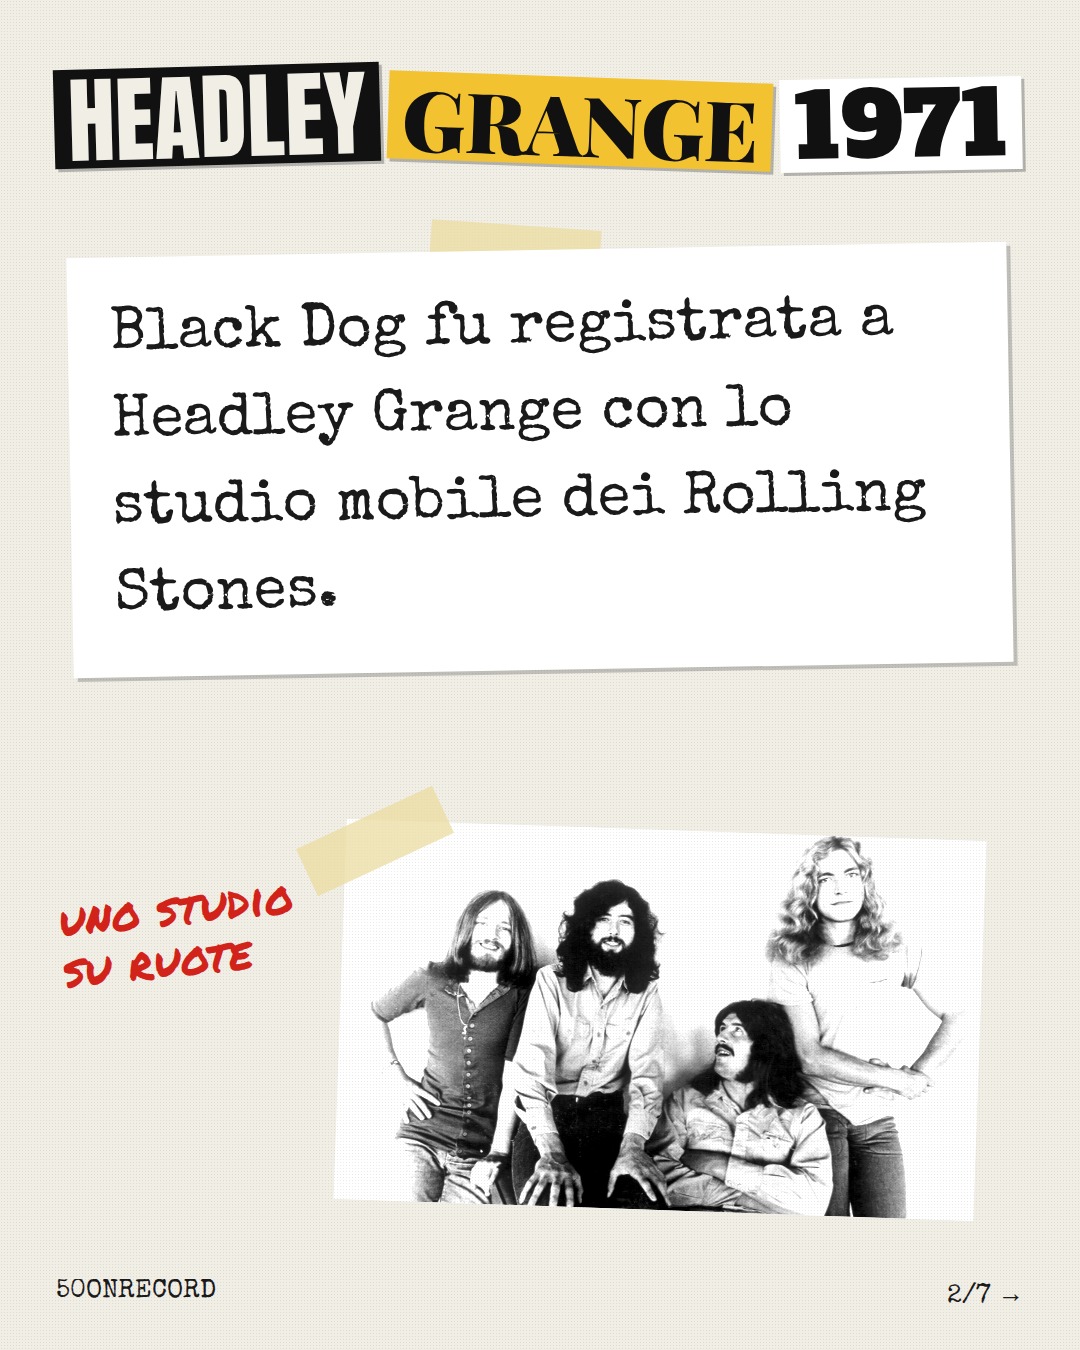 HEADLEY GRANGE 1971
Black Dog fu registrata a
Headley Grange con lo
studio mobile dei Rolling
Stones.
UNO STUDIO
SU RUOTE
50ONRECORD
2/7 →